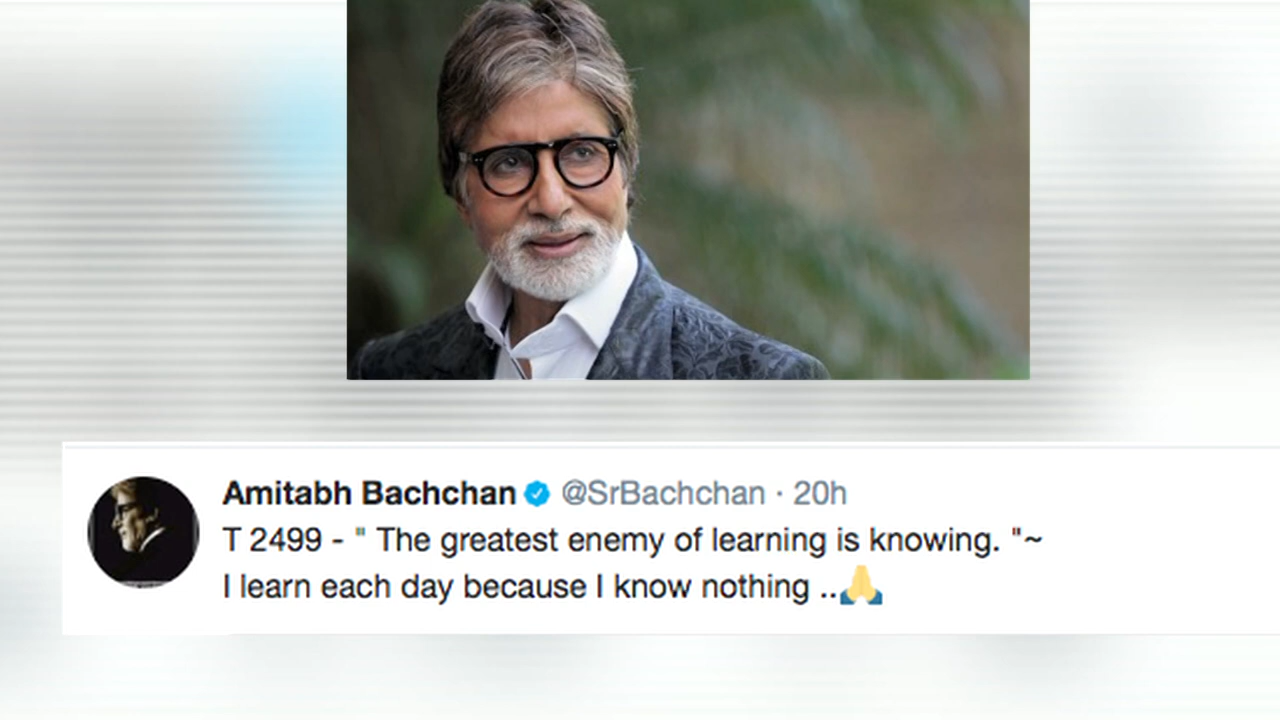 Amitabh Bachchan @SrBachchan · 20h
T 2499 - " The greatest enemy of learning is knowing. "~
I learn each day because I know nothing ..🙏